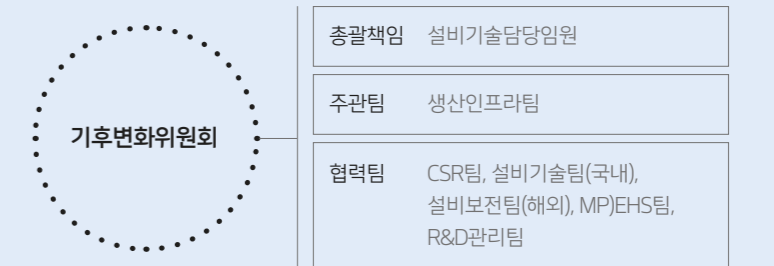 기후변화위원회
총괄책임 설비기술담당임원
주관팀 생산인프라팀
협력팀 CSR팀, 설비기술팀(국내),
설비보전팀(해외), MP)EHS팀,
R&D관리팀